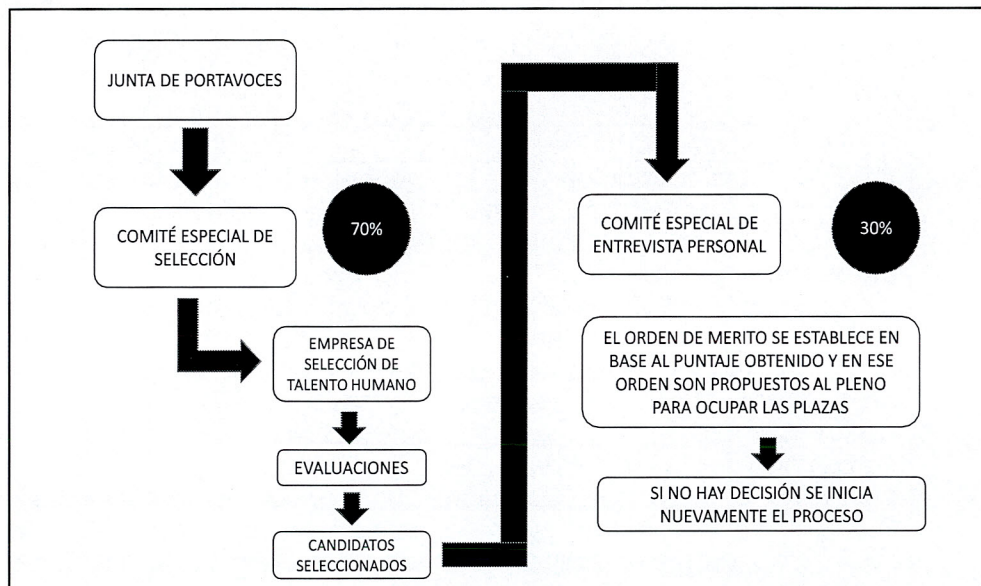 JUNTA DE PORTAVOCES
COMITÉ ESPECIAL DE
SELECCIÓN
70%
EMPRESA DE
SELECCIÓN DE
TALENTO HUMANO
EVALUACIONES
CANDIDATOS
SELECCIONADOS
COMITÉ ESPECIAL DE
ENTREVISTA PERSONAL
30%
EL ORDEN DE MERITO SE ESTABLECE EN
BASE AL PUNTAJE OBTENIDO Y EN ESE
ORDEN SON PROPUESTOS AL PLENO
PARA OCUPAR LAS PLAZAS
SI NO HAY DECISIÓN SE INICIA
NUEVAMENTE EL PROCESO